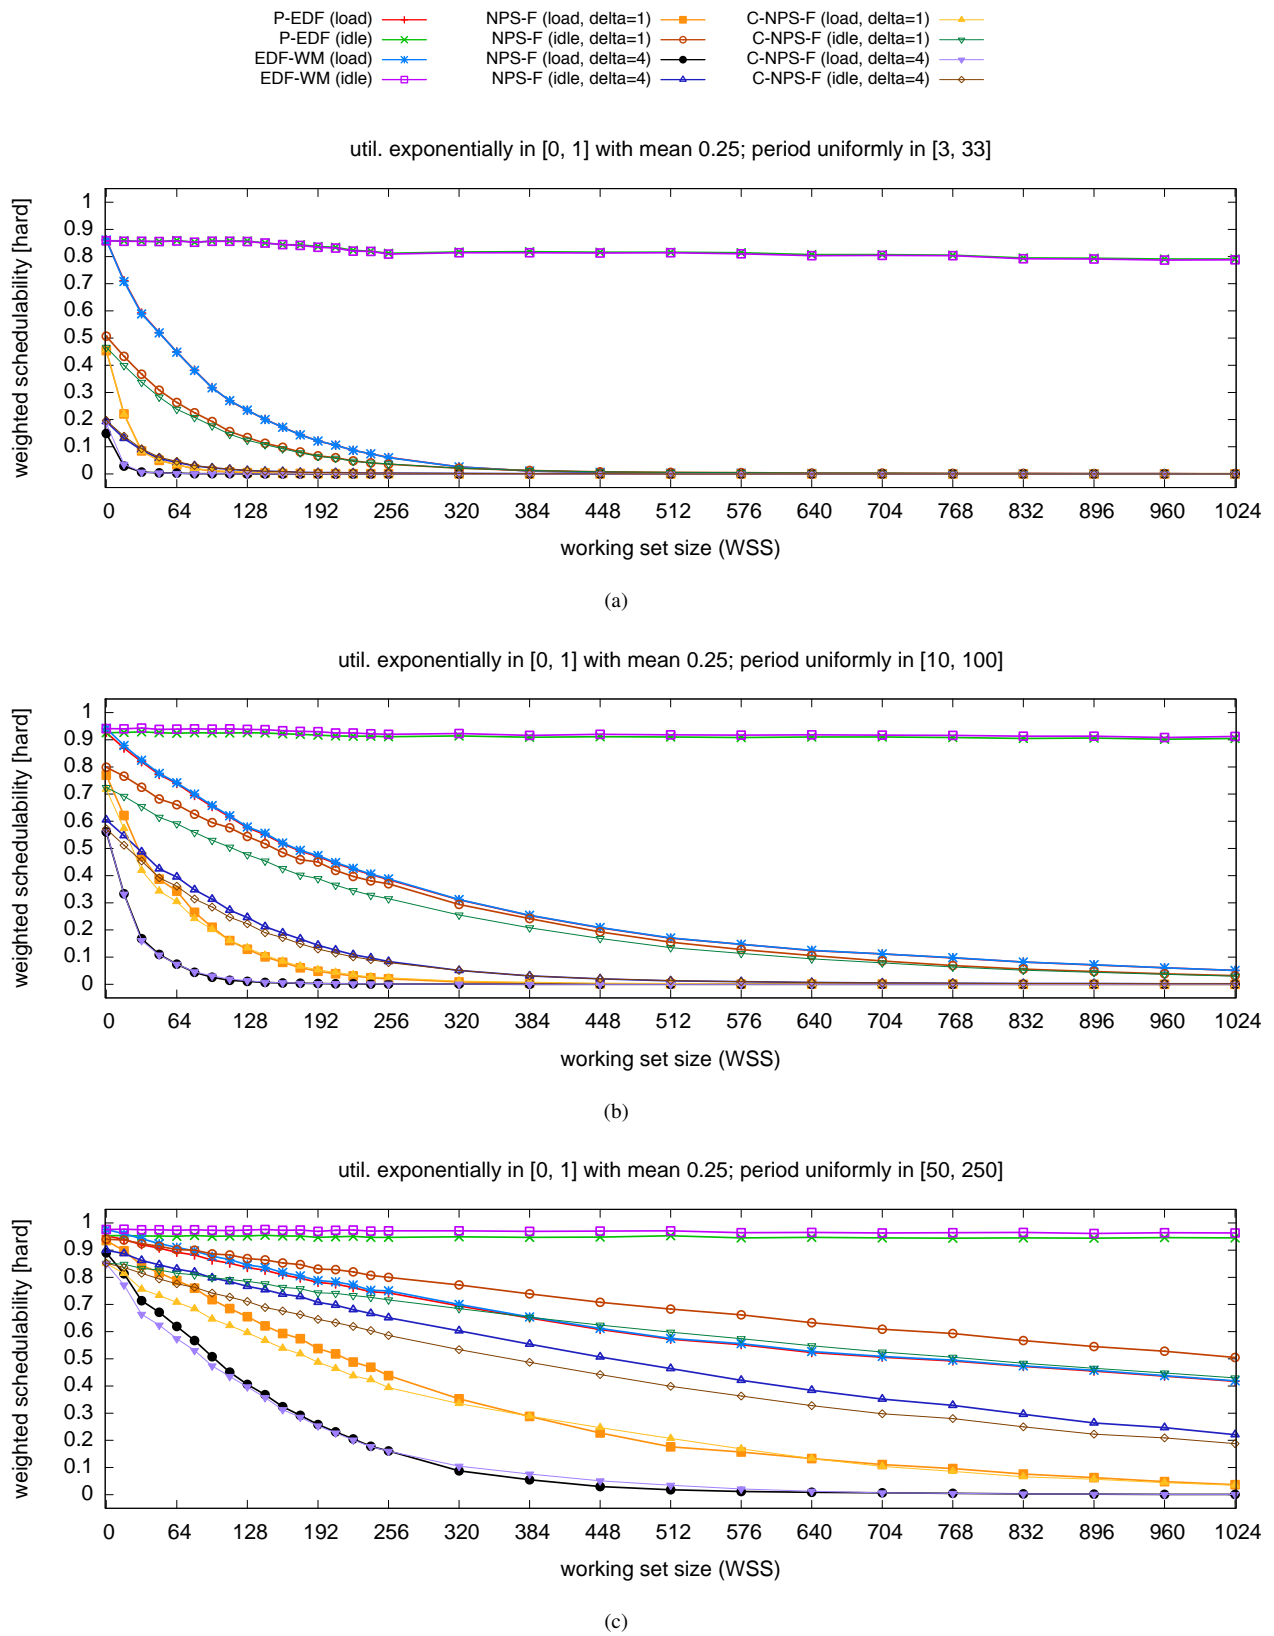 P-EDF (load) NPS-F (load, delta=1) C-NPS-F (load, delta=1)
P-EDF (idle) NPS-F (idle, delta=1) C-NPS-F (idle, delta=1)
EDF-WM (load) NPS-F (load, delta=4) C-NPS-F (load, delta=4)
EDF-WM (idle) NPS-F (idle, delta=4) C-NPS-F (idle, delta=4)
util. exponentially in [0, 1] with mean 0.25; period uniformly in [3, 33]
weighted schedulability [hard]
1
0.9
0.8
0.7
0.6
0.5
0.4
0.3
0.2
0.1
0
0 64 128 192 256 320 384 448 512 576 640 704 768 832 896 960 1024
working set size (WSS)
(a)
util. exponentially in [0, 1] with mean 0.25; period uniformly in [10, 100]
weighted schedulability [hard]
1
0.9
0.8
0.7
0.6
0.5
0.4
0.3
0.2
0.1
0
0 64 128 192 256 320 384 448 512 576 640 704 768 832 896 960 1024
working set size (WSS)
(b)
util. exponentially in [0, 1] with mean 0.25; period uniformly in [50, 250]
weighted schedulability [hard]
1
0.9
0.8
0.7
0.6
0.5
0.4
0.3
0.2
0.1
0
0 64 128 192 256 320 384 448 512 576 640 704 768 832 896 960 1024
working set size (WSS)
(c)